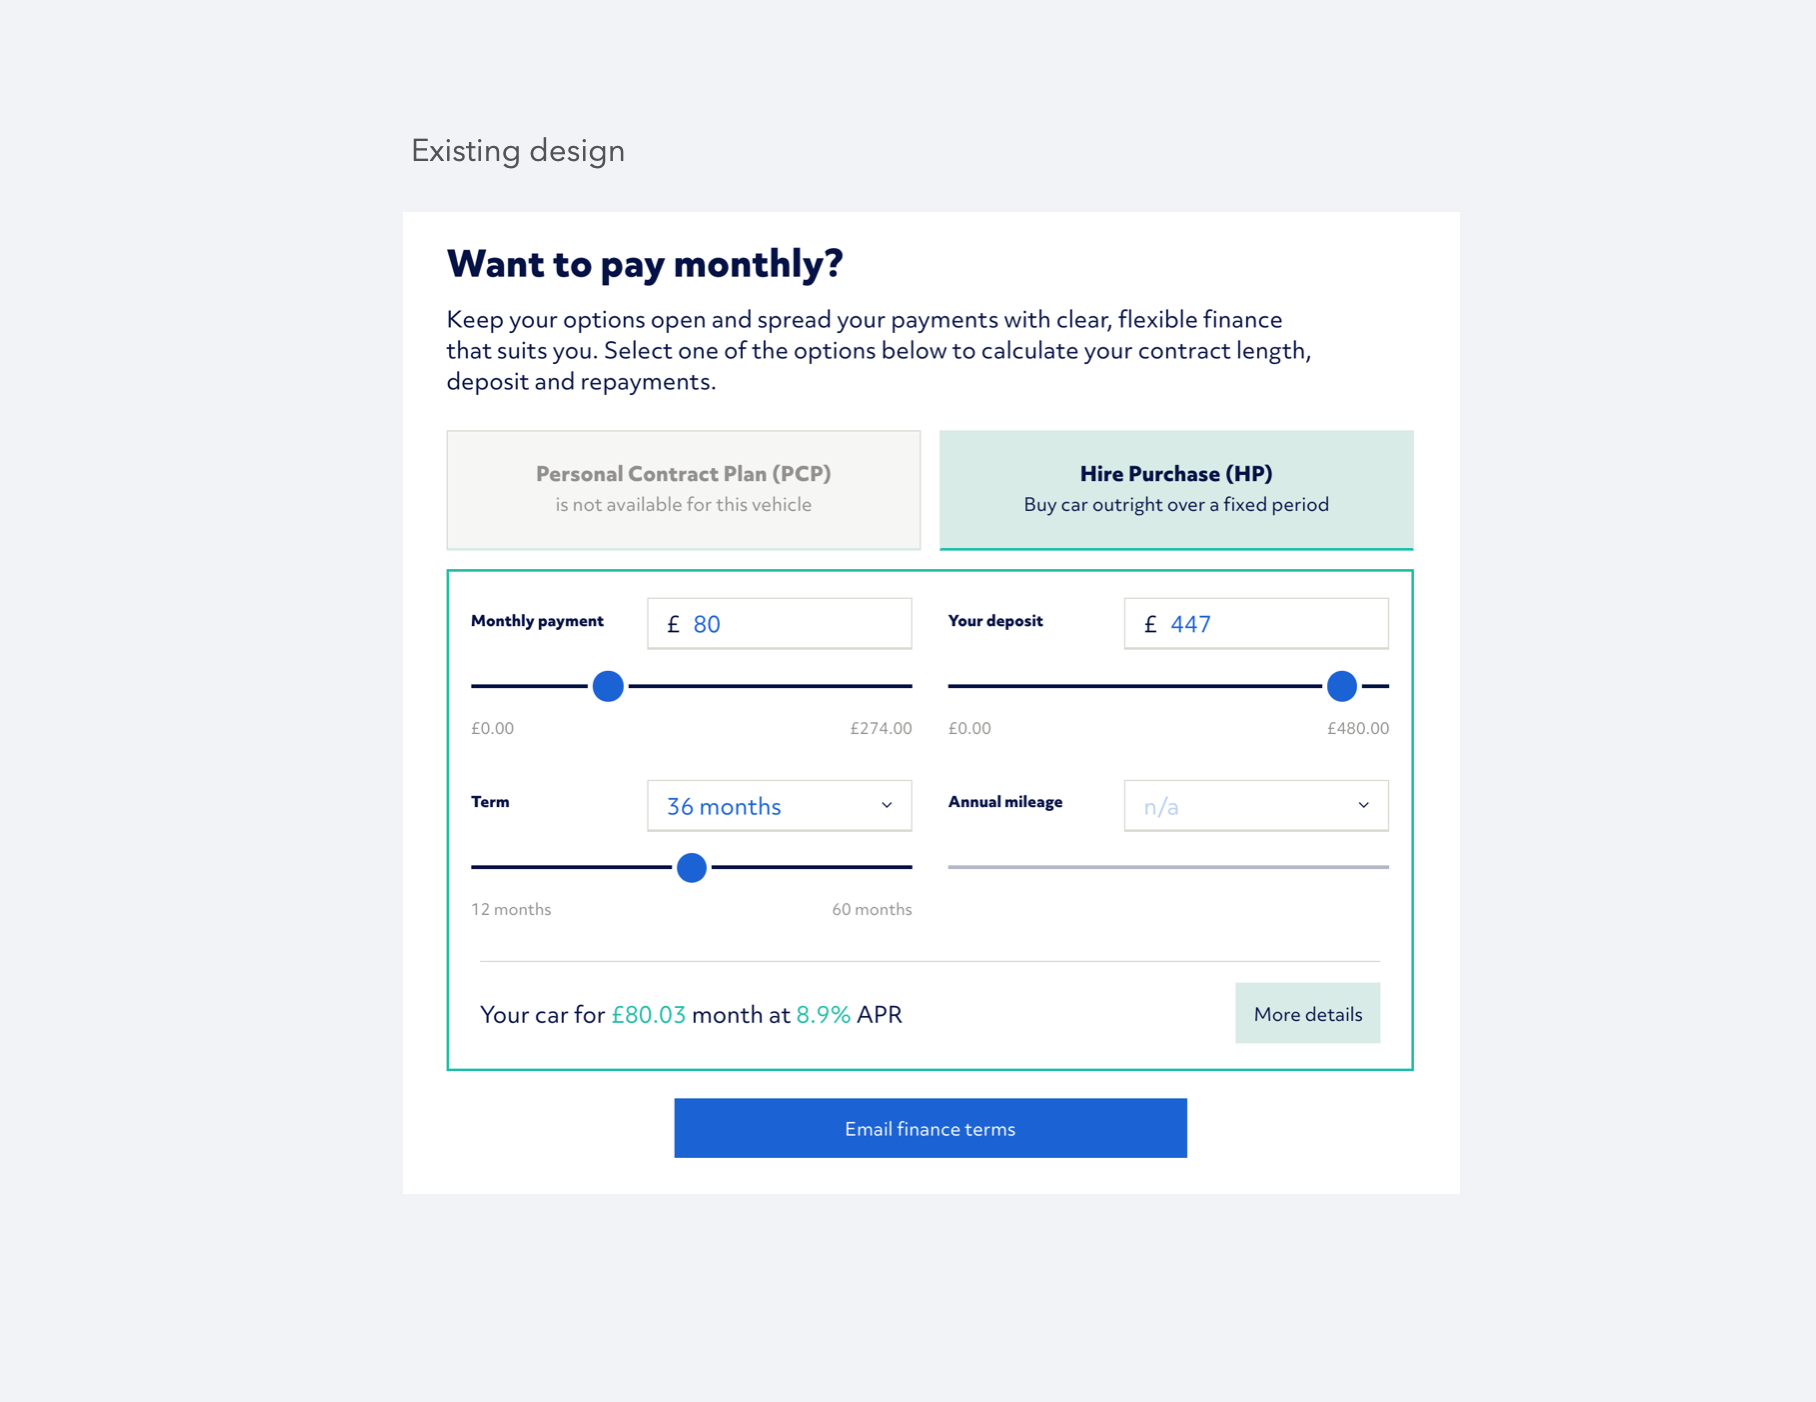 Existing design
Want to pay monthly?
Keep your options open and spread your payments with clear, flexible finance
that suits you. Select one of the options below to calculate your contract length,
deposit and repayments.
Personal Contract Plan (PCP)
is not available for this vehicle
Hire Purchase (HP)
Buy car outright over a fixed period
Monthly payment
£ 80
£0.00
£274.00
Your deposit
£ 447
£0.00
£480.00
Term
36 months
12 months
60 months
Annual mileage
n/a
Your car for £80.03 month at 8.9% APR
More details
Email finance terms